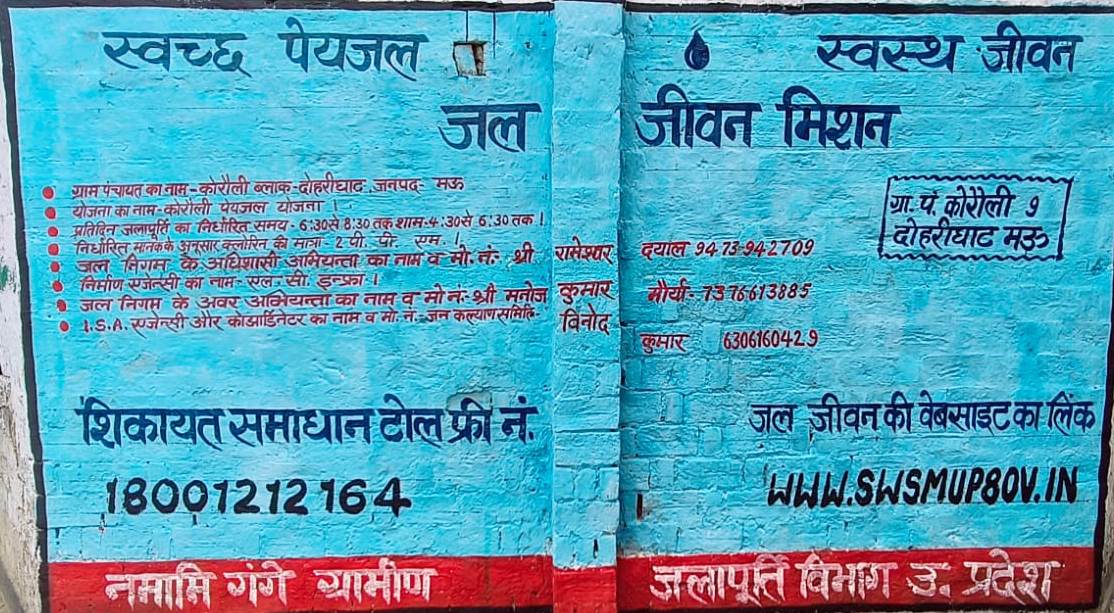 स्वच्छ पेयजल स्वस्थ जीवन
जल जीवन मिशन
ग्राम पंचायत का नाम-कोरौली ब्लाक-दोहरीघाट जनपद- मऊ
योजना का नाम-कोरौली पेयजल योजना ।
प्रतिदिन जलापूर्ति का निर्धारित समय-6:30से 8:30 तक शाम-4:30से 6:30 तक ।
निर्धारित मानकके अनुसार क्लोरिन की मात्रा- 2 पी. पी. एम. ।
जल निगम के अधिशासी अभियन्ता का नाम व मो.नं:- श्री रामेश्वर दयाल 9473942709
निर्माण एजेन्सी का नाम- एल. सी. इन्फ्रा ।
जल निगम के अवर अभियन्ता का नाम व मो नं:-श्री मनोज कुमार मौर्या-7376613885
I.S.A. एजेन्सी और कोआर्डिनेटर का नाम व मो. नं.-जन कल्याण समिति- विनोद कुमार 6306160429
ग्रा. पं. कोरौली 9
दोहरीघाट मऊ
शिकायत समाधान टोल फ्री नं.
18001212164
जल जीवन की वेबसाइट का लिंक
WWW.SWSMUP8OV.IN
नमामि गंगे ग्रामीण जलापूर्ति विभाग उ. प्रदेश